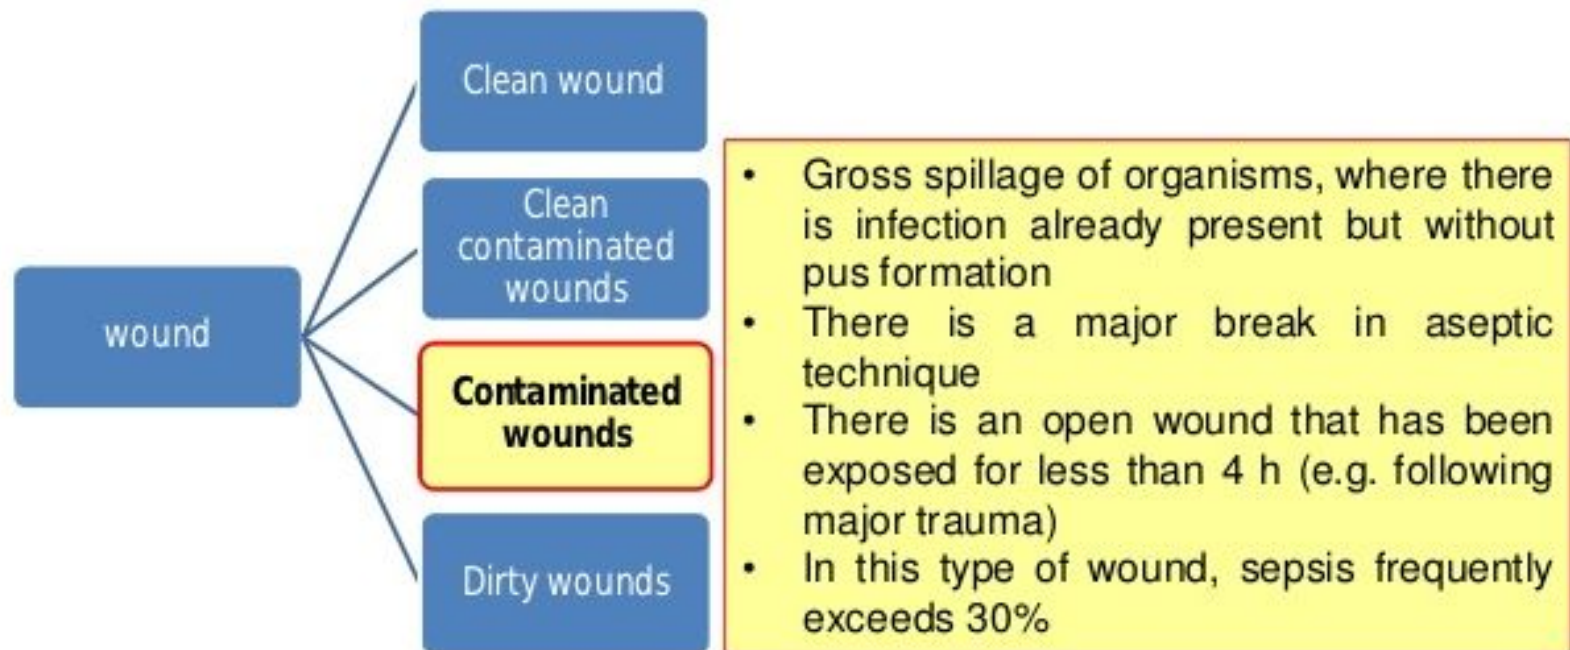 Clean wound
Clean
contaminated
wounds
wound
Contaminated
wounds
Dirty wounds
• Gross spillage of organisms, where there
is infection already present but without
pus formation
• There is a major break in aseptic
technique
• There is an open wound that has been
exposed for less than 4 h (e.g. following
major trauma)
• In this type of wound, sepsis frequently
exceeds 30%